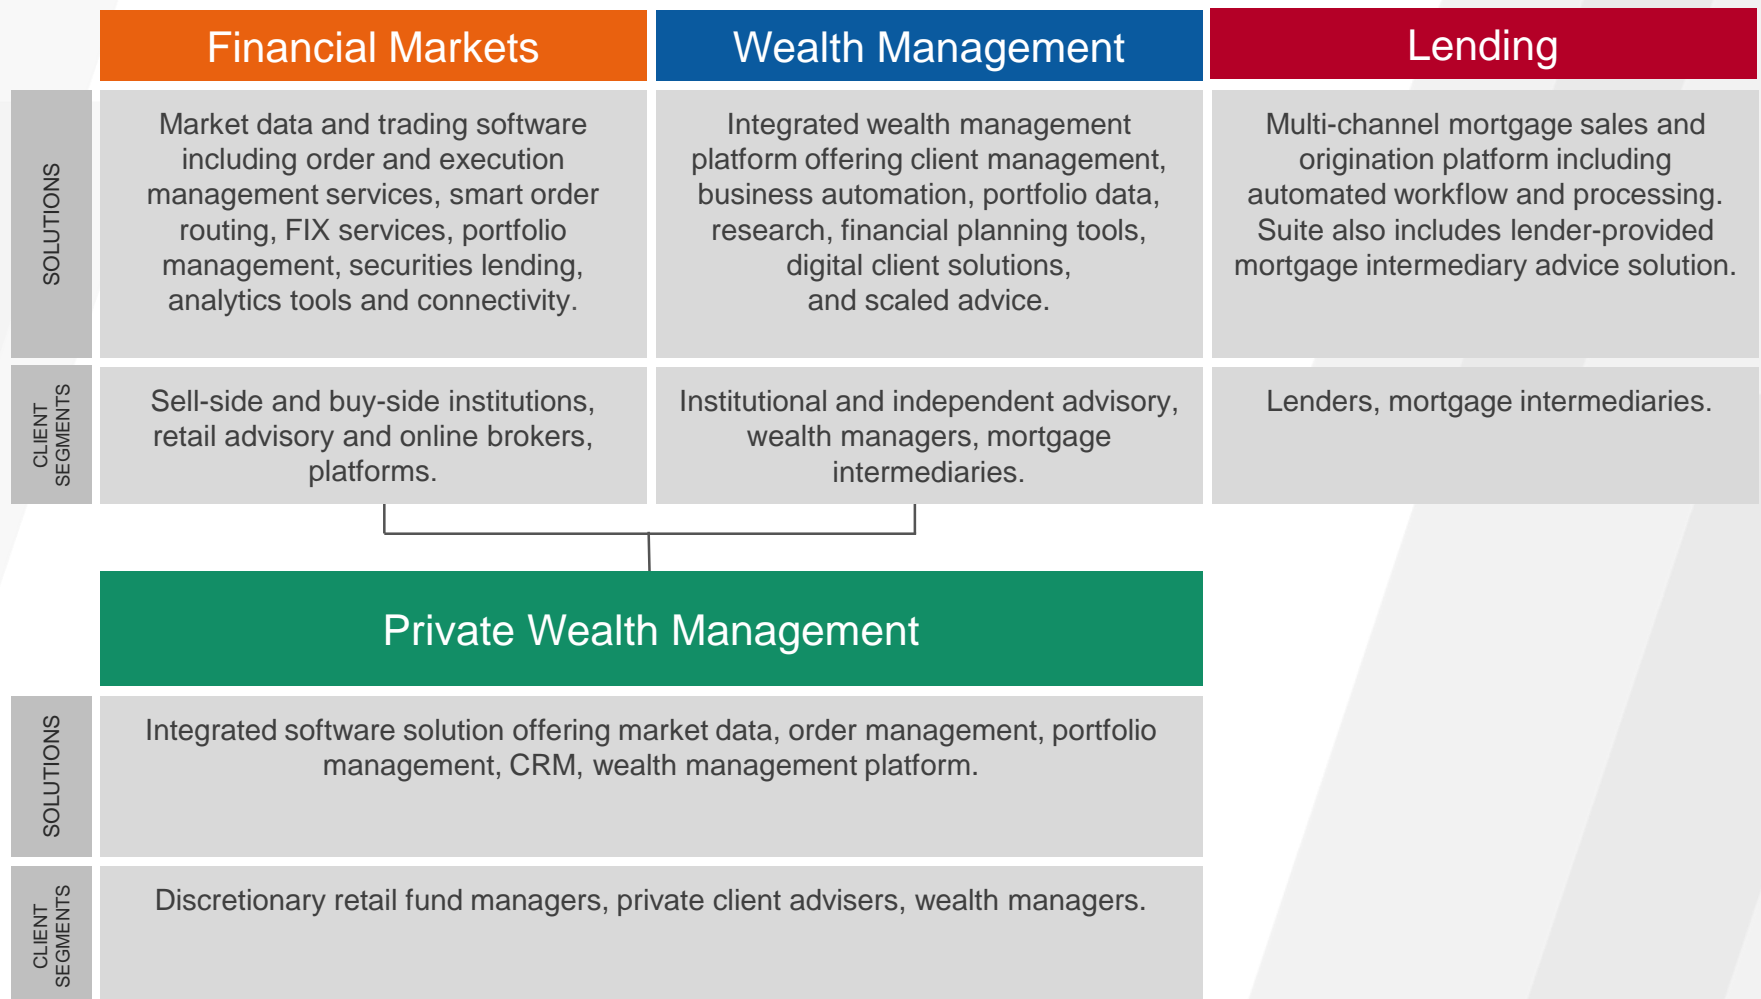 Financial Markets
Wealth Management
Lending
SOLUTIONS
Market data and trading software
including order and execution
management services, smart order
routing, FIX services, portfolio
management, securities lending,
analytics tools and connectivity.
Integrated wealth management
platform offering client management,
business automation, portfolio data,
research, financial planning tools,
digital client solutions,
and scaled advice.
Multi-channel mortgage sales and
origination platform including
automated workflow and processing.
Suite also includes lender-provided
mortgage intermediary advice solution.
CLIENT
SEGMENTS
Sell-side and buy-side institutions,
retail advisory and online brokers,
platforms.
Institutional and independent advisory,
wealth managers, mortgage
intermediaries.
Lenders, mortgage intermediaries.
Private Wealth Management
SOLUTIONS
Integrated software solution offering market data, order management, portfolio
management, CRM, wealth management platform.
CLIENT
SEGMENTS
Discretionary retail fund managers, private client advisers, wealth managers.